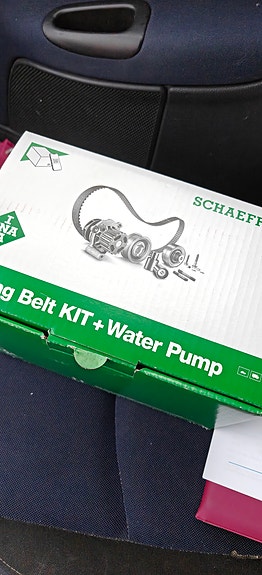 SCHAEFF
I
INA
A
ng Belt KIT + Water Pump